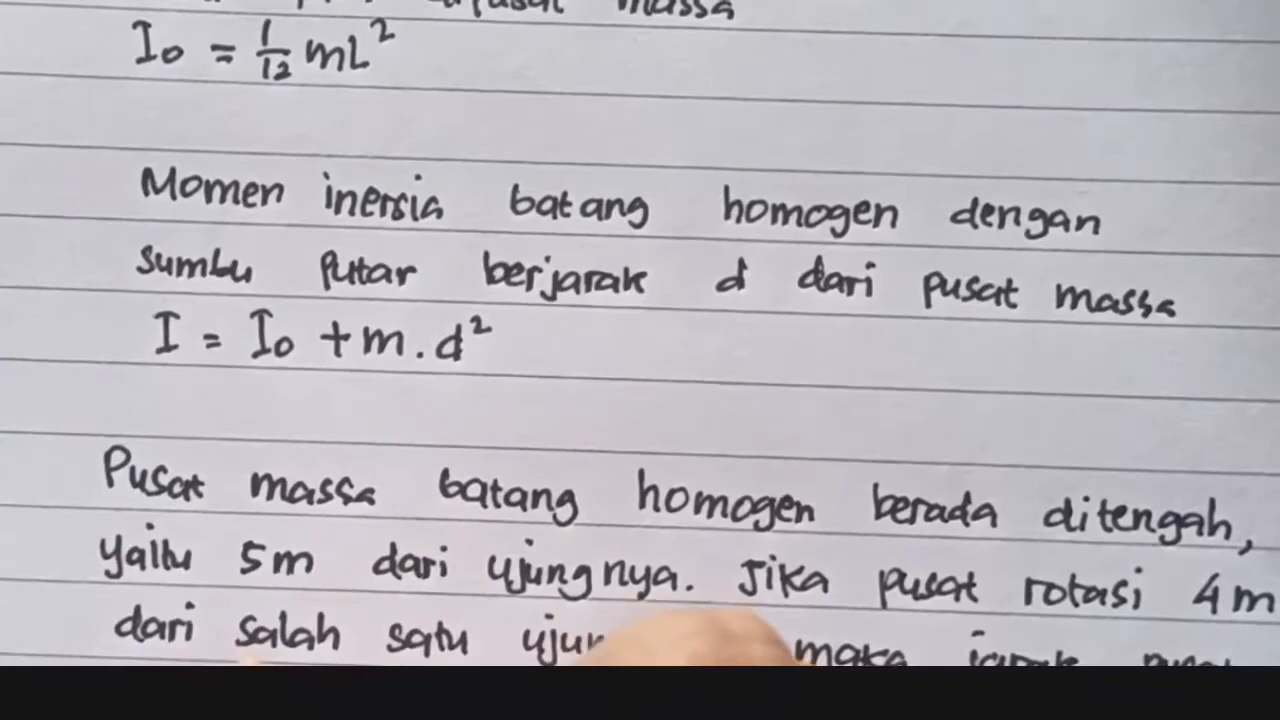 massa
I₀ = 1/12 mL²
Momen inersia batang homogen dengan
sumbu putar berjarak d dari pusat massa
I = I₀ + m . d²
Pusat massa batang homogen berada ditengah,
yaitu 5m dari ujungnya. Jika pusat rotasi 4m
dari salah satu maka